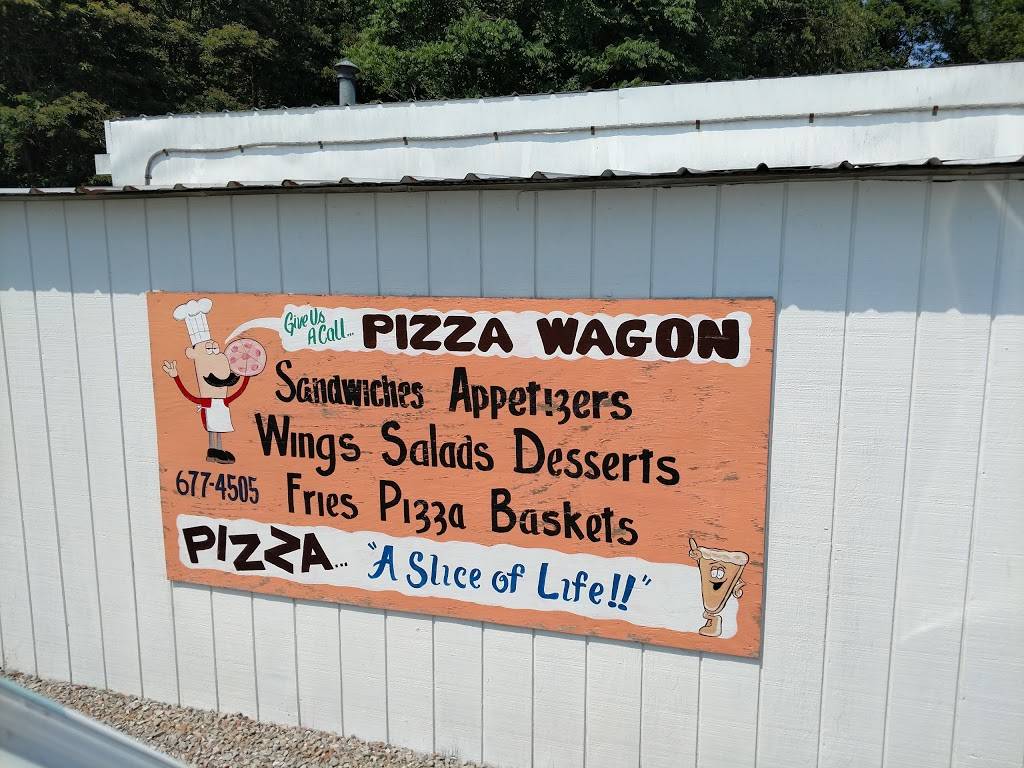 Give Us
A Call... PIZZA WAGON
Sandwiches Appetizers
Wings Salads Desserts
677-4505 Fries Pizza Baskets
PIZZA... "A Slice of Life!!"